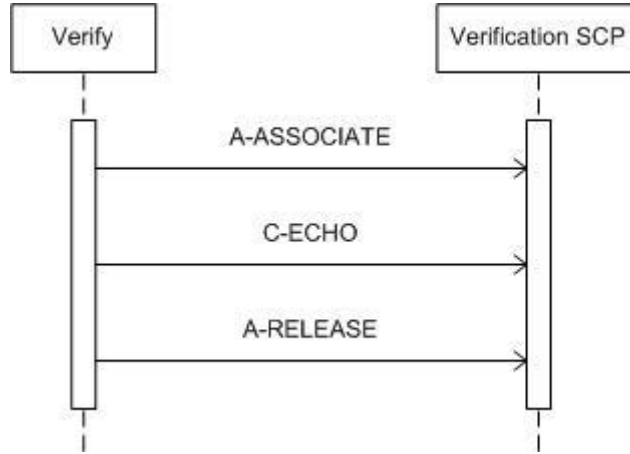 Verify
Verification SCP
A-ASSOCIATE
C-ECHO
A-RELEASE